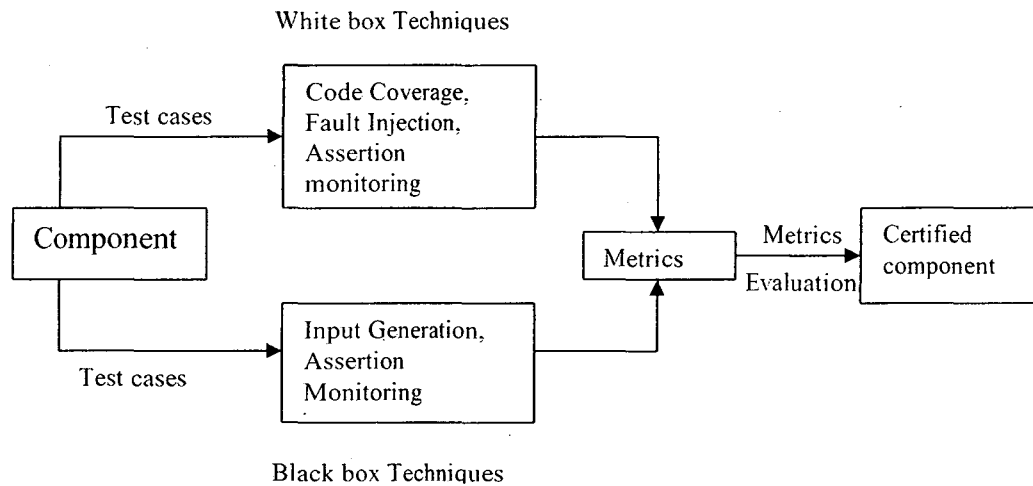 White box Techniques
Test cases
Code Coverage,
Fault Injection,
Assertion
monitoring
Component
Metrics
Metrics
Evaluation
Certified
component
Test cases
Input Generation,
Assertion
Monitoring
Black box Techniques